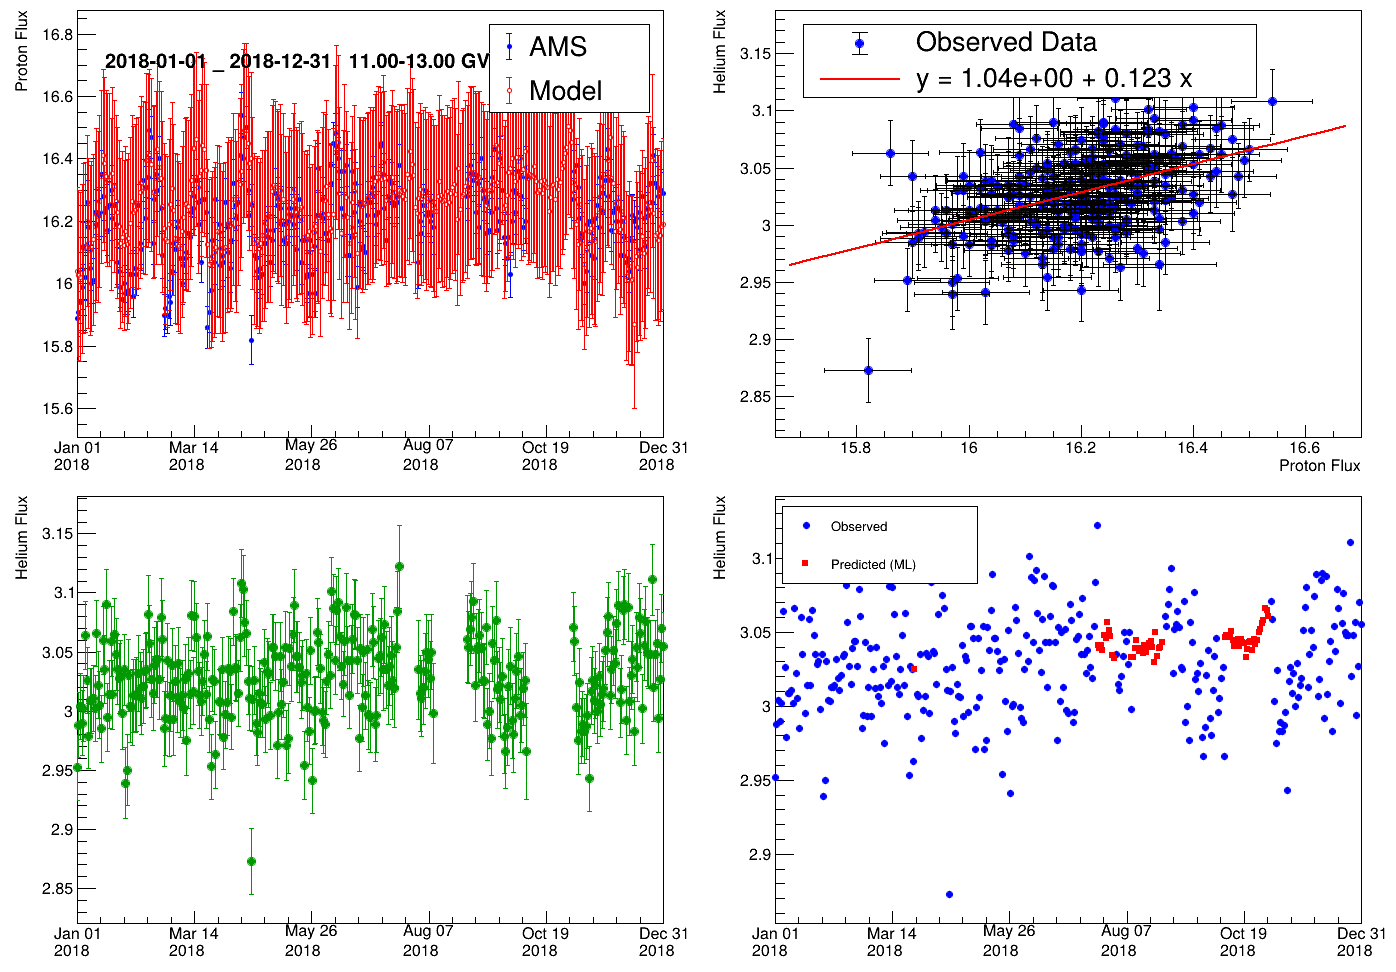 Proton Flux
16.8
16.6
16.4
16.2
16
15.8
15.6
2018-01-01 _ 2018-12-31 11.00-13.00 GV
AMS
Model
Jan 01 2018
Mar 14 2018
May 26 2018
Aug 07 2018
Oct 19 2018
Dec 31 2018
Helium Flux
3.15
3.1
3.05
3
2.95
2.9
2.85
Observed Data
y = 1.04e+00 + 0.123 x
15.8
16
16.2
16.4
16.6
Proton Flux
Helium Flux
3.15
3.1
3.05
3
2.95
2.9
2.85
Jan 01 2018
Mar 14 2018
May 26 2018
Aug 07 2018
Oct 19 2018
Dec 31 2018
Helium Flux
3.1
3.05
3
2.95
2.9
Observed
Predicted (ML)
Jan 01 2018
Mar 14 2018
May 26 2018
Aug 07 2018
Oct 19 2018
Dec 31 2018